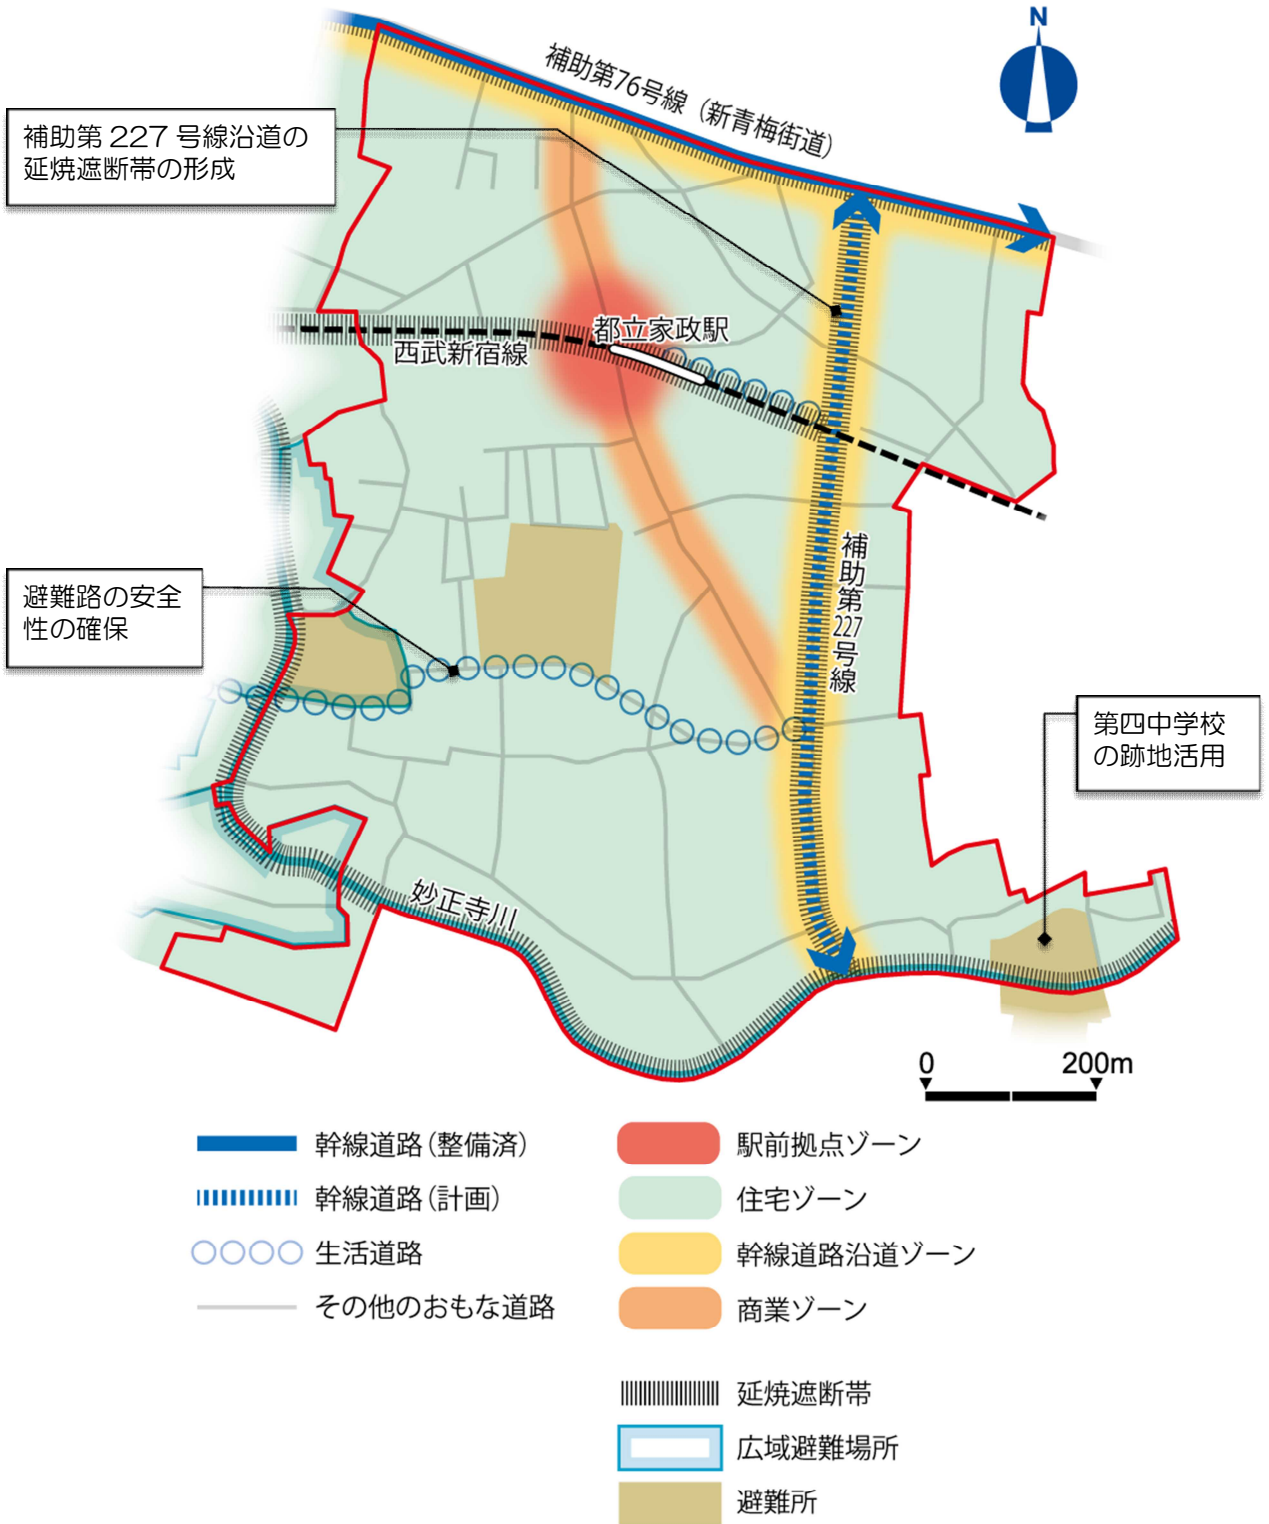 N
補助第76号線（新青梅街道）
補助第 227 号線沿道の
延焼遮断帯の形成
都立家政駅
西武新宿線
補助第227号線
避難路の安全
性の確保
第四中学校
の跡地活用
妙正寺川
0 200m
幹線道路（整備済）
幹線道路（計画）
生活道路
その他のおもな道路
駅前拠点ゾーン
住宅ゾーン
幹線道路沿道ゾーン
商業ゾーン
延焼遮断帯
広域避難場所
避難所